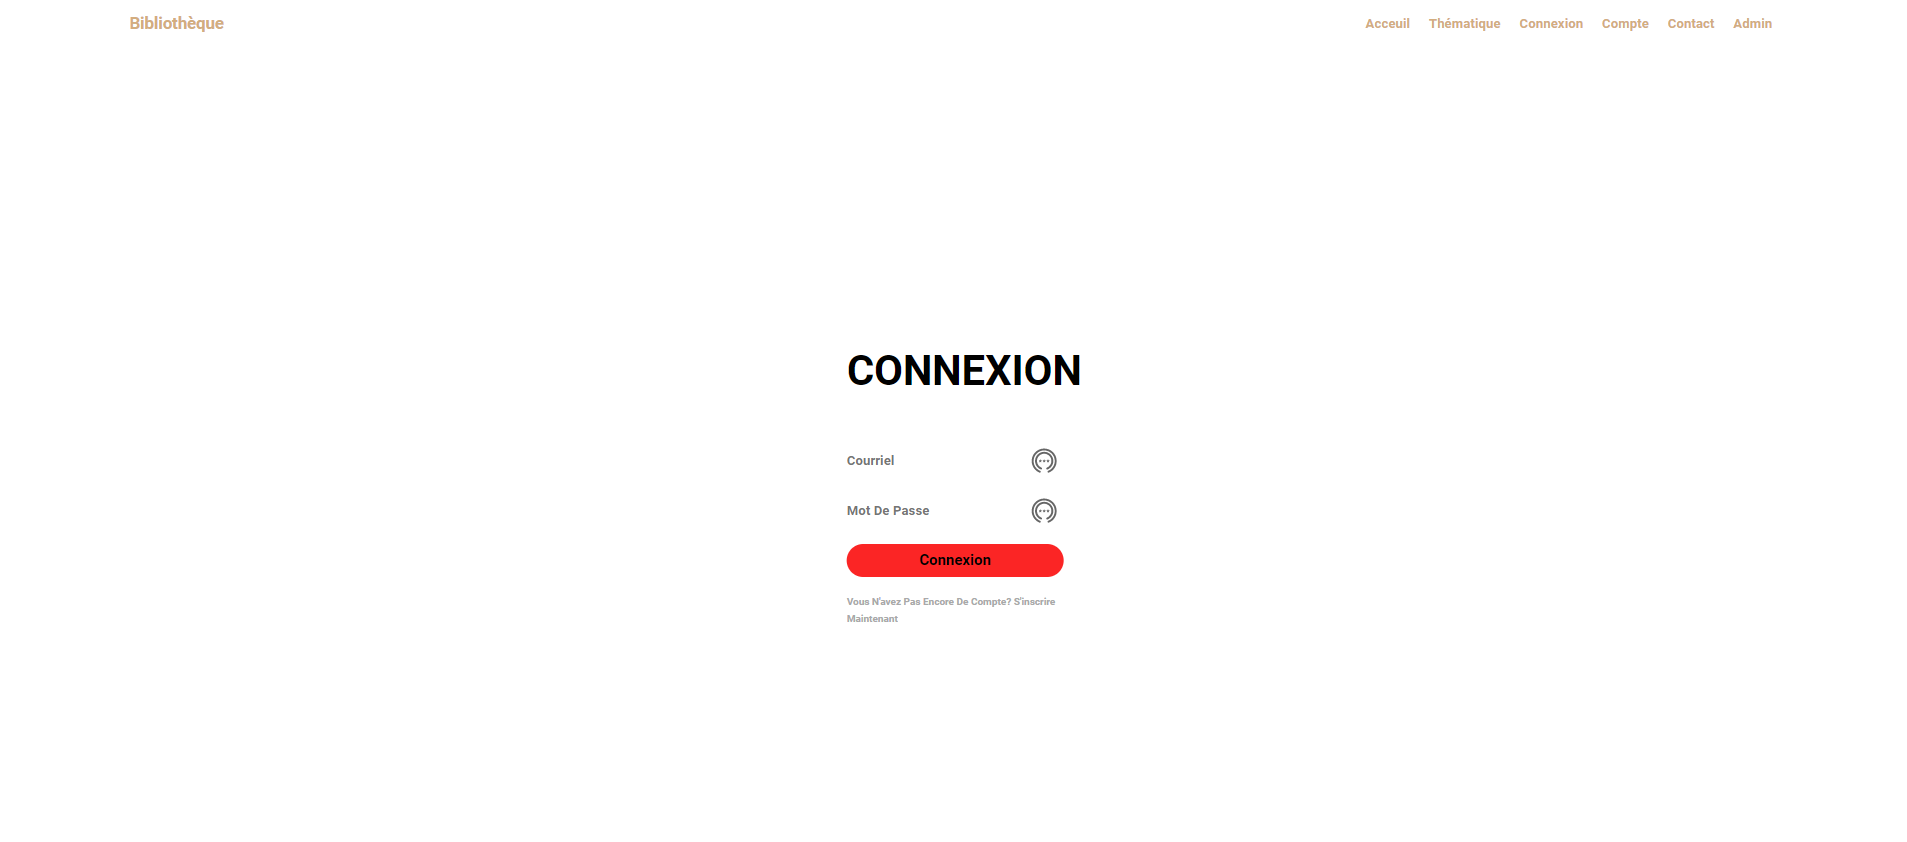 Bibliothèque
Acceuil Thématique Connexion Compte Contact Admin
CONNEXION
Courriel
Mot De Passe
Connexion
Vous N'avez Pas Encore De Compte? S'inscrire
Maintenant